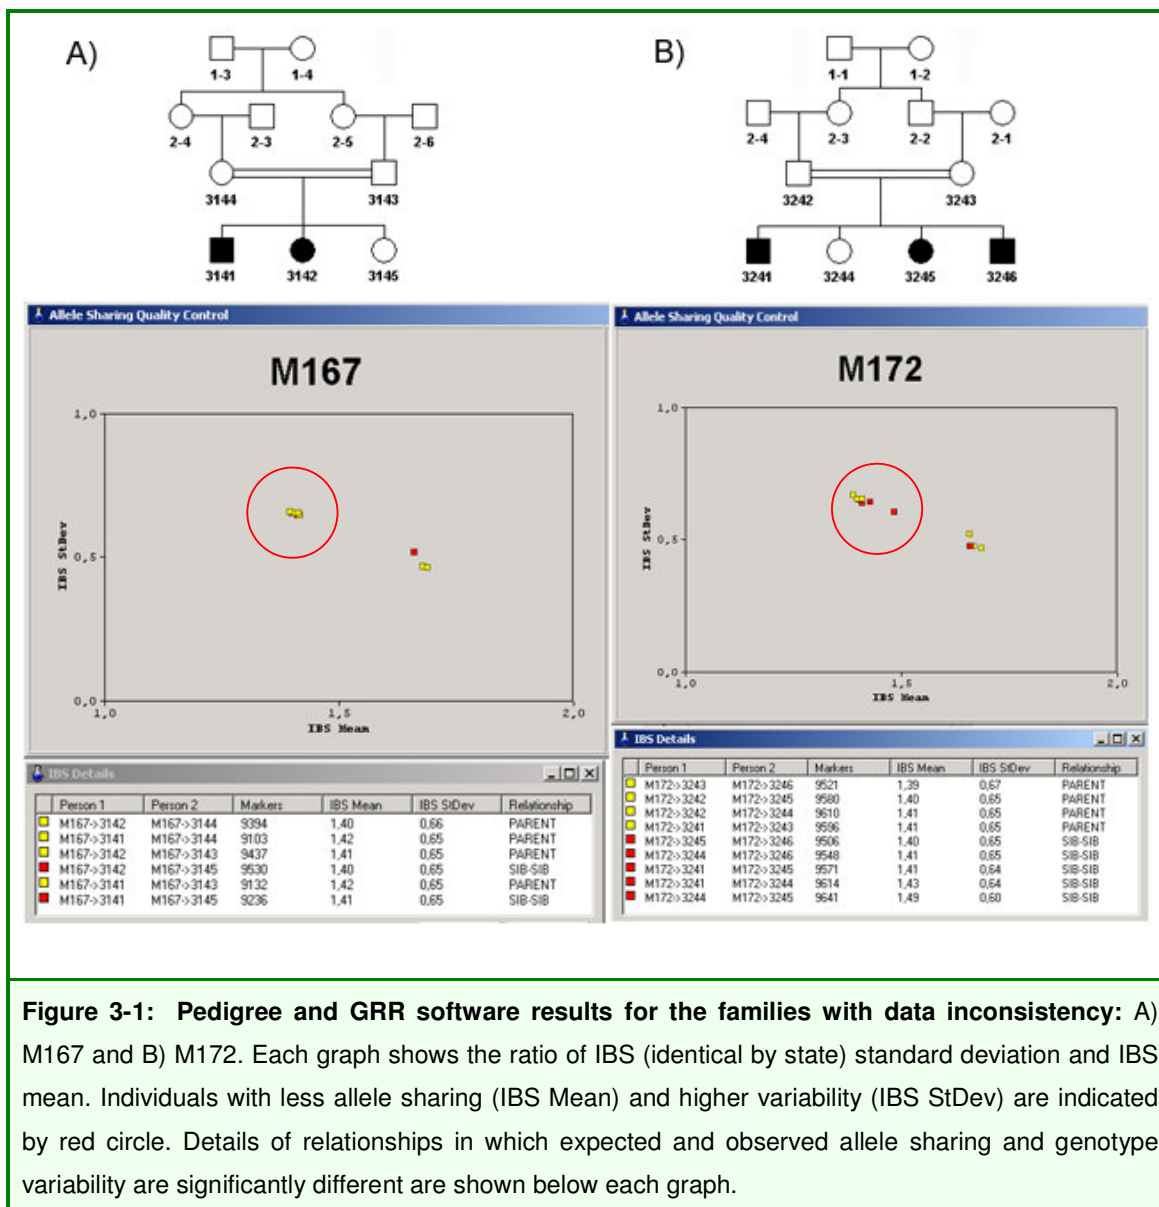 A)
1-3 1-4
2-4 2-3 2-5 2-6
3144 3143
3141 3142 3145
B)
1-1 1-2
2-4 2-3 2-2 2-1
3242 3243
3241 3244 3245 3246
Allele Sharing Quality Control
M167
1,0
0,5
0,0
IBS StDev
1,0 1,5 2,0
IBS Mean
IBS Details
Person 1 Person 2 Markers IBS Mean IBS StDev Relationship
M167->3142 M167->3144 9394 1,40 0,66 PARENT
M167->3141 M167->3144 9103 1,42 0,65 PARENT
M167->3142 M167->3143 9437 1,41 0,65 PARENT
M167->3142 M167->3145 9530 1,40 0,65 SIB-SIB
M167->3141 M167->3143 9132 1,42 0,65 PARENT
M167->3141 M167->3145 9236 1,41 0,65 SIB-SIB
Allele Sharing Quality Control
M172
1,0
0,5
0,0
IBS StDev
1,0 1,5 2,0
IBS Mean
IBS Details
Person 1 Person 2 Markers IBS Mean IBS StDev Relationship
M172->3243 M172->3246 9521 1,39 0,67 PARENT
M172->3242 M172->3245 9580 1,40 0,65 PARENT
M172->3242 M172->3244 9610 1,41 0,65 PARENT
M172->3241 M172->3243 9596 1,41 0,65 PARENT
M172->3245 M172->3246 9506 1,40 0,65 SIB-SIB
M172->3244 M172->3246 9548 1,41 0,65 SIB-SIB
M172->3241 M172->3245 9571 1,41 0,64 SIB-SIB
M172->3241 M172->3244 9614 1,43 0,64 SIB-SIB
M172->3244 M172->3245 9641 1,49 0,60 SIB-SIB
Figure 3-1: Pedigree and GRR software results for the families with data inconsistency: A)
M167 and B) M172. Each graph shows the ratio of IBS (identical by state) standard deviation and IBS
mean. Individuals with less allele sharing (IBS Mean) and higher variability (IBS StDev) are indicated
by red circle. Details of relationships in which expected and observed allele sharing and genotype
variability are significantly different are shown below each graph.